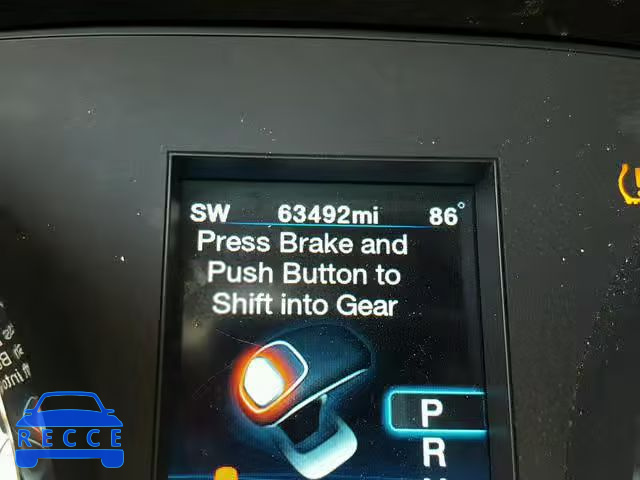 SW 63492mi 86°
Press Brake and
Push Button to
Shift into Gear
P
R
RECCE